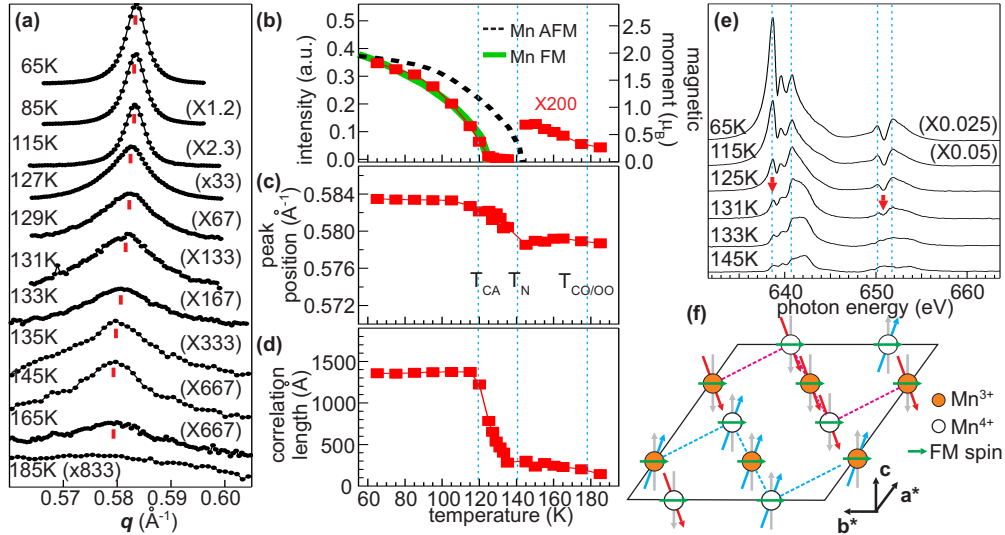 (a)
65K
85K
(X1.2)
115K
(X2.3)
127K
(x33)
129K
(X67)
131K
(X133)
133K
(X167)
135K
(X333)
145K
(X667)
165K
(X667)
185K (x833)
0.57 0.58 0.59 0.60
q (Å⁻¹)
(b)
Mn AFM
Mn FM
X200
intensity (a.u.)
0.4
0.3
0.2
0.1
0.0
2.5
2.0
1.5
1.0
0.5
0.0
magnetic
moment (μB)
(c)
peak
position (Å⁻¹)
0.584
0.580
0.576
0.572
TCA
TN
TCO/OO
(d)
correlation
length (Å)
1500
1000
500
0
60 80 100 120 140 160 180
temperature (K)
(e)
65K
(X0.025)
115K
(X0.05)
125K
131K
133K
145K
640 650 660
photon energy (eV)
(f)
Mn³⁺
Mn⁴⁺
FM spin
c
a*
b*